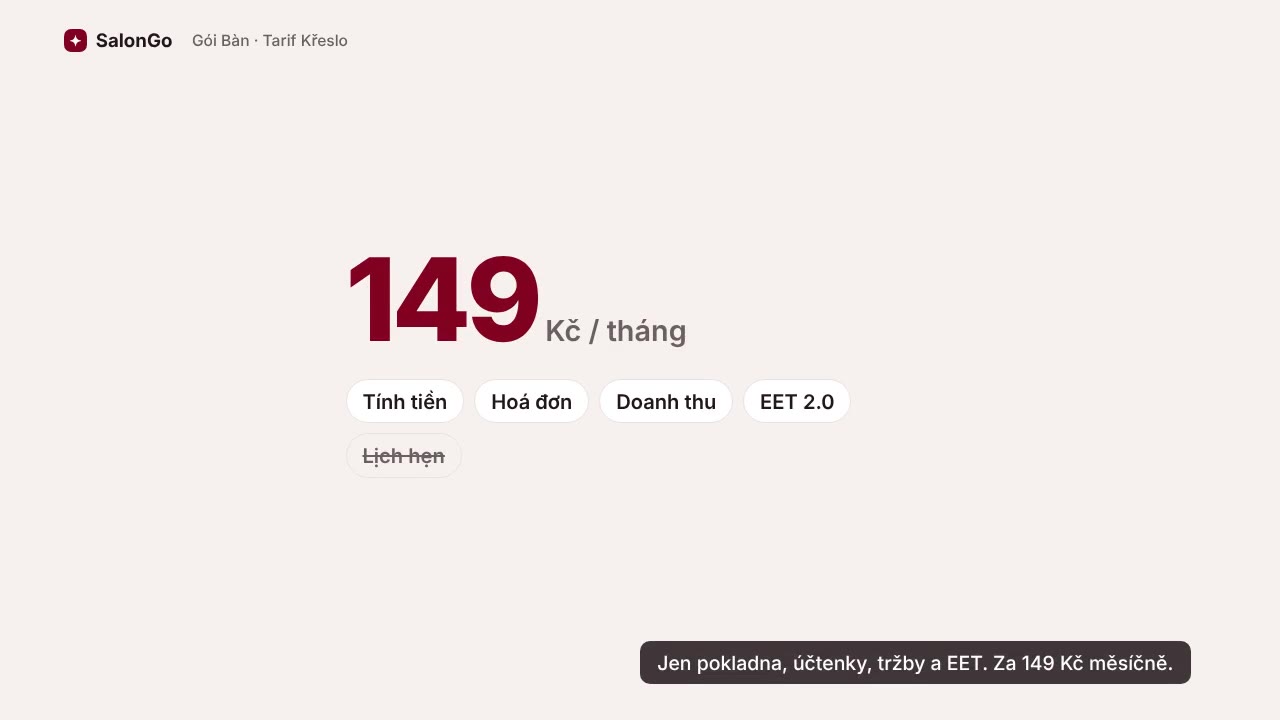 SalonGo Gói Bàn · Tarif Křeslo
149 Kč / tháng
Tính tiền Hoá đơn Doanh thu EET 2.0
Lịch hẹn
Jen pokladna, účtenky, tržby a EET. Za 149 Kč měsíčně.